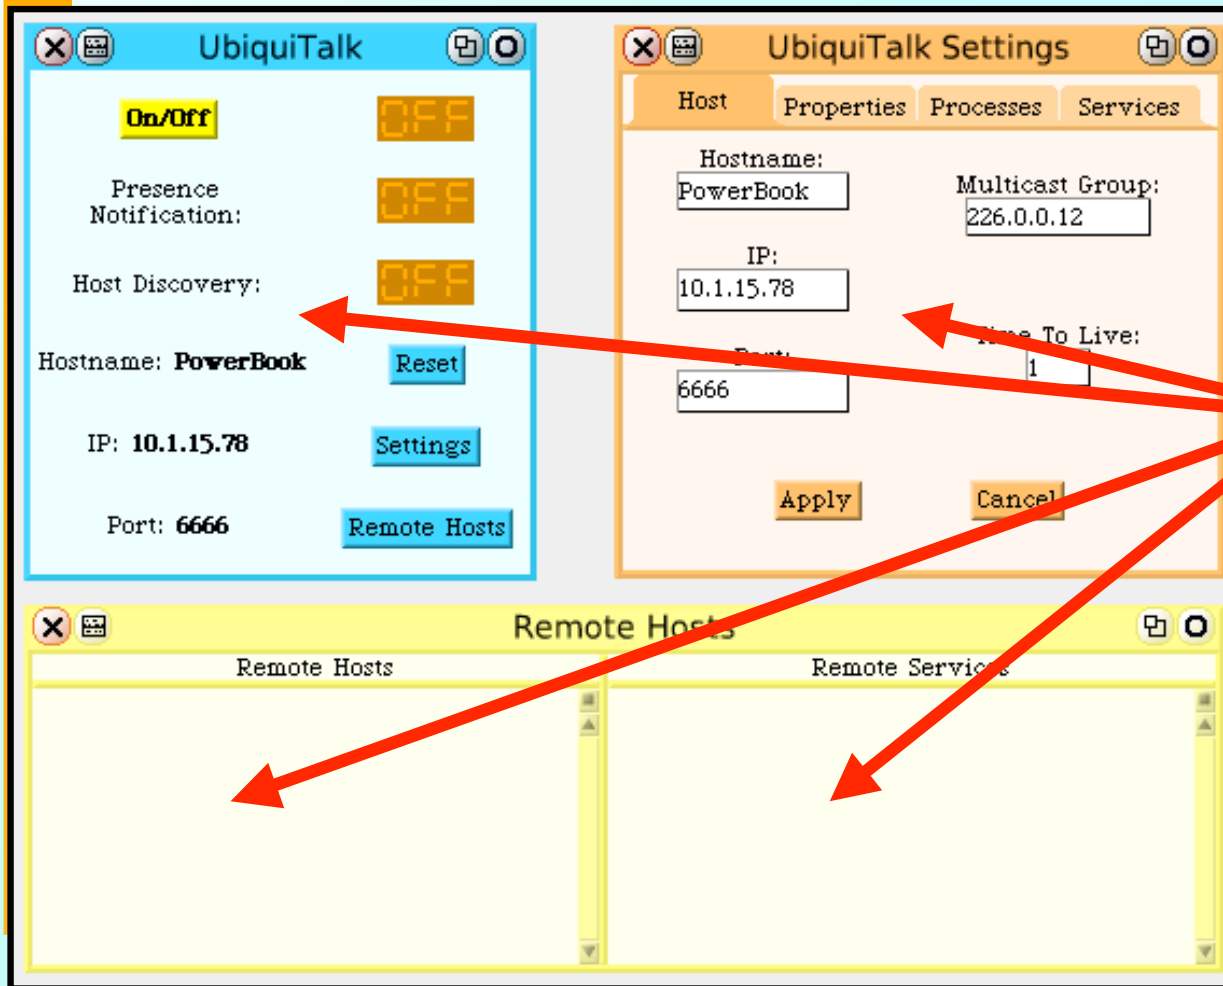 UbiquiTalk
On/Off
OFF
Presence
Notification:
OFF
Host Discovery:
OFF
Hostname: PowerBook
Reset
IP: 10.1.15.78
Settings
Port: 6666
Remote Hosts
UbiquiTalk Settings
Host
Properties
Processes
Services
Hostname:
PowerBook
Multicast Group:
226.0.0.12
IP:
10.1.15.78
Time To Live:
1
Port:
6666
Apply
Cancel
Remote Hosts
Remote Hosts
Remote Services